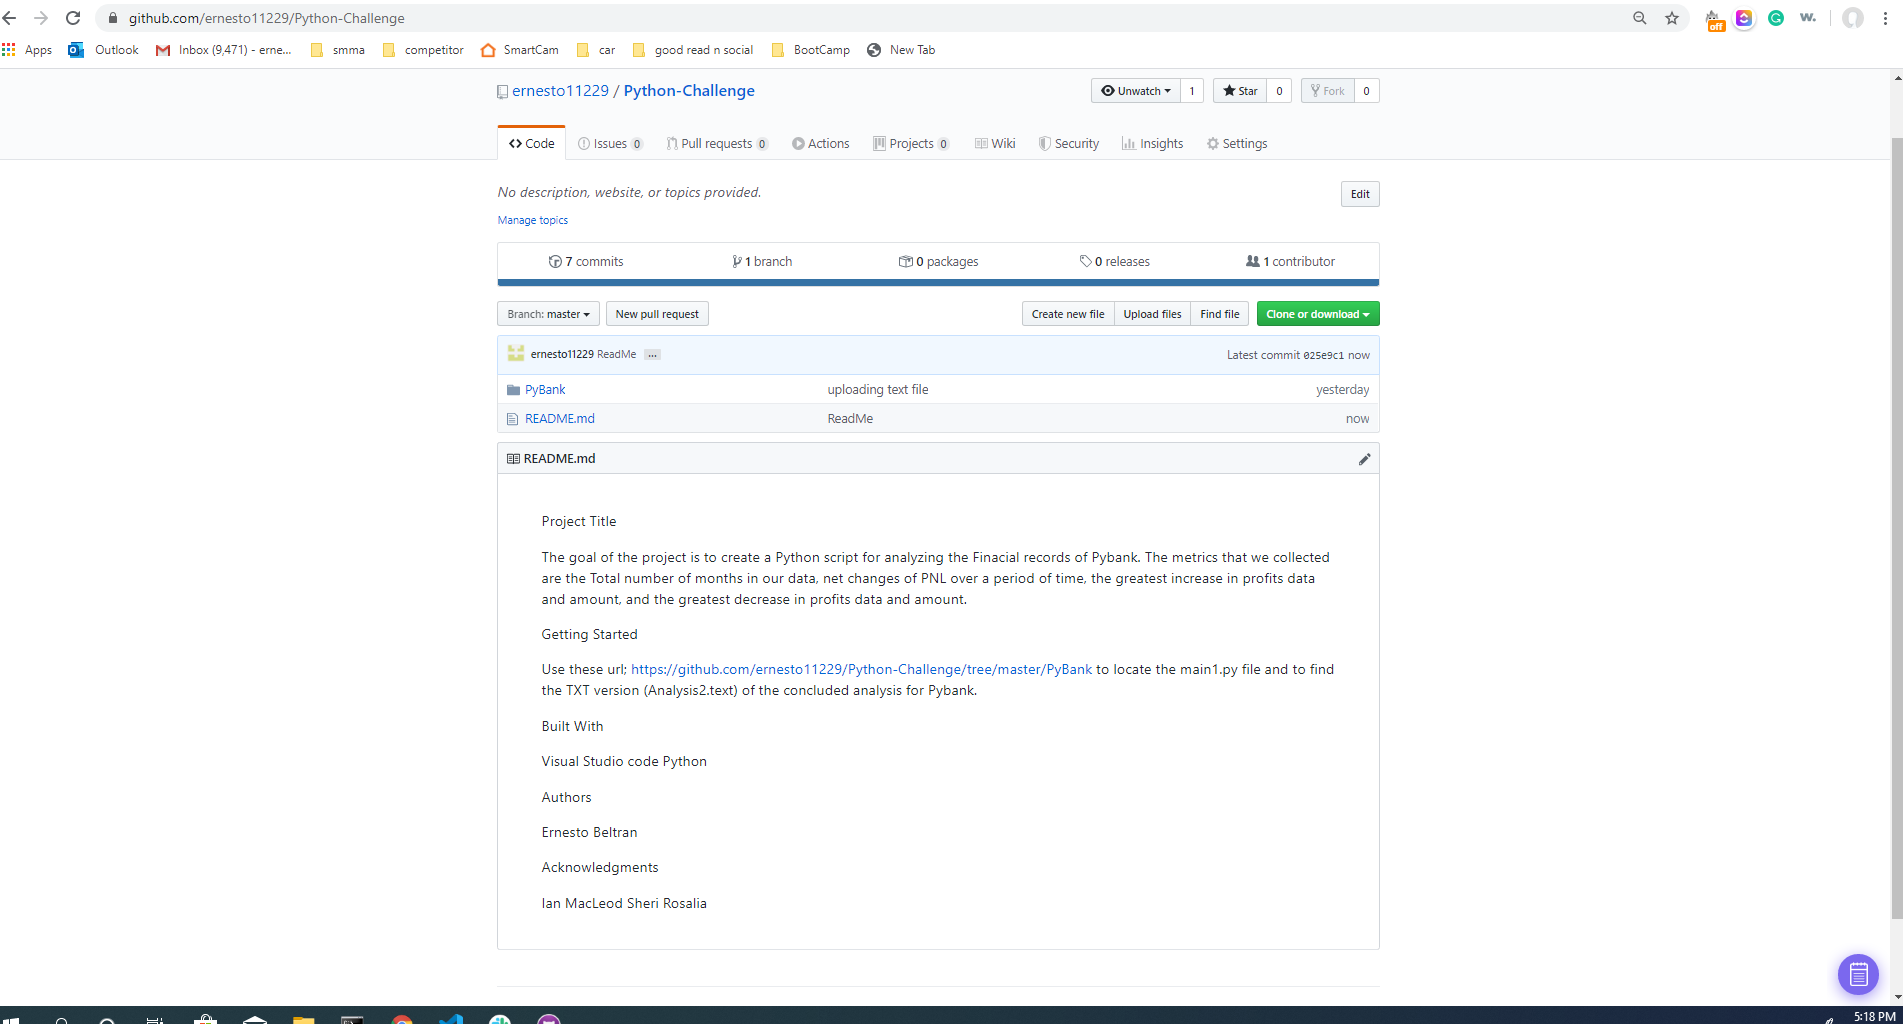 github.com/ernesto11229/Python-Challenge
off
G
w.
Apps
Outlook
Inbox (9,471) - erne...
smma
competitor
SmartCam
car
good read n social
BootCamp
New Tab
ernesto11229 / Python-Challenge
Unwatch 1
Star 0
Fork 0
Code
Issues 0
Pull requests 0
Actions
Projects 0
Wiki
Security
Insights
Settings
No description, website, or topics provided.
Edit
Manage topics
7 commits
1 branch
0 packages
0 releases
1 contributor
Branch: master
New pull request
Create new file
Upload files
Find file
Clone or download
ernesto11229 ReadMe ...
Latest commit 025e9c1 now
PyBank
uploading text file
yesterday
README.md
ReadMe
now
README.md
Project Title
The goal of the project is to create a Python script for analyzing the Finacial records of Pybank. The metrics that we collected
are the Total number of months in our data, net changes of PNL over a period of time, the greatest increase in profits data
and amount, and the greatest decrease in profits data and amount.
Getting Started
Use these url; https://github.com/ernesto11229/Python-Challenge/tree/master/PyBank to locate the main1.py file and to find
the TXT version (Analysis2.text) of the concluded analysis for Pybank.
Built With
Visual Studio code Python
Authors
Ernesto Beltran
Acknowledgments
Ian MacLeod Sheri Rosalia
5:18 PM